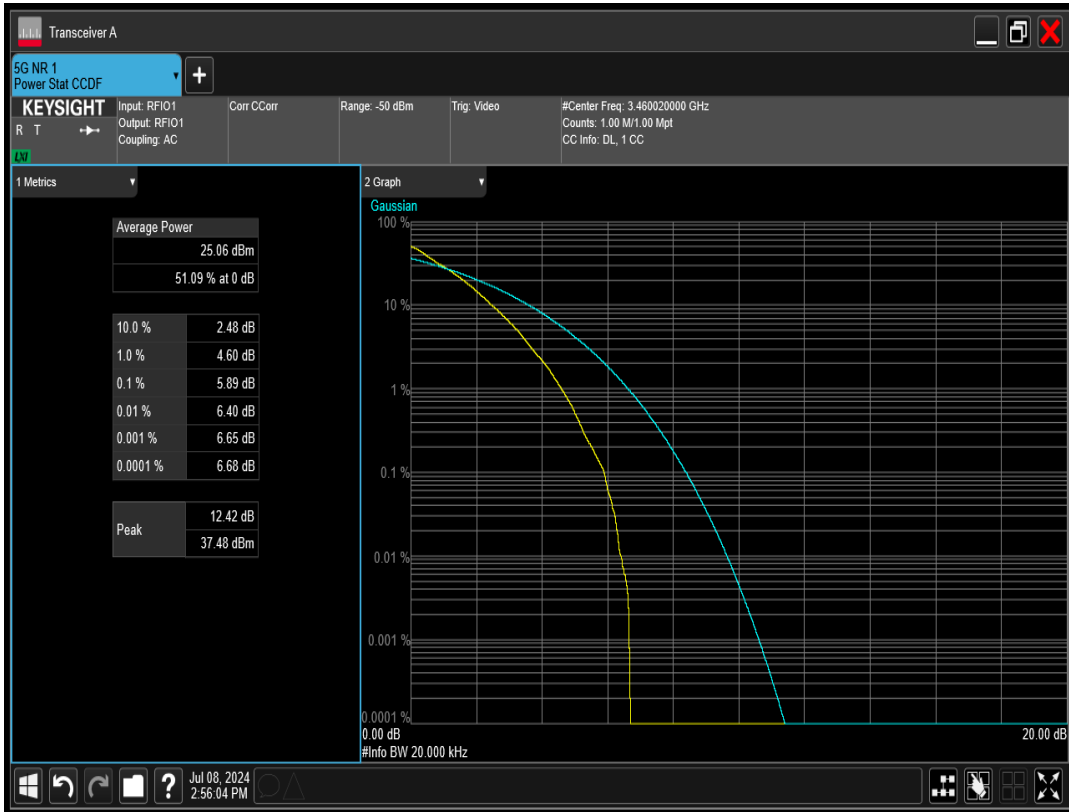 Transceiver A
5G NR 1
Power Stat CCDF
+
KEYSIGHT
R T
LXI
Input: RFIO1
Output: RFIO1
Coupling: AC
Corr CCorr
Range: -50 dBm
Trig: Video
#Center Freq: 3.460020000 GHz
Counts: 1.00 M/1.00 Mpt
CC Info: DL, 1 CC
1 Metrics
Average Power
25.06 dBm
51.09 % at 0 dB
10.0 % 2.48 dB
1.0 % 4.60 dB
0.1 % 5.89 dB
0.01 % 6.40 dB
0.001 % 6.65 dB
0.0001 % 6.68 dB
Peak
12.42 dB
37.48 dBm
2 Graph
Gaussian
100 %
10 %
1 %
0.1 %
0.01 %
0.001 %
0.0001 %
0.00 dB 20.00 dB
#Info BW 20.000 kHz
?
Jul 08, 2024
2:56:04 PM